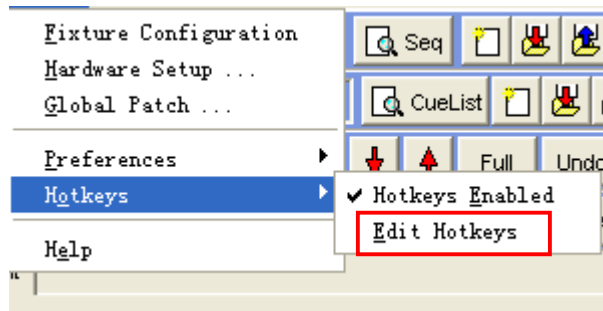 Fixture Configuration
Hardware Setup ...
Global Patch ...
Preferences
Hotkeys
Help
Seq
CueList
Full
Undo
Hotkeys Enabled
Edit Hotkeys